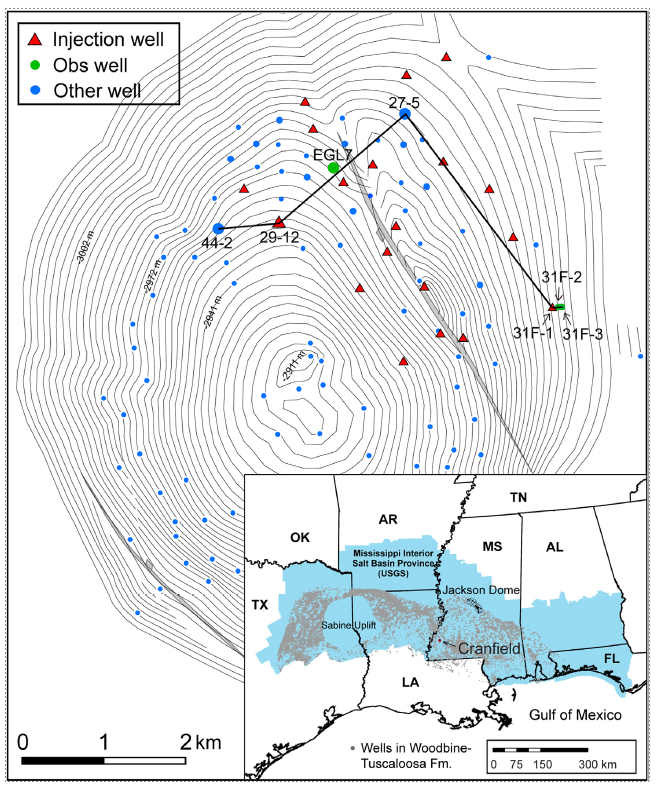 Injection well
Obs well
Other well
27-5
EGL7
44-2
29-12
-3002 m
-2972 m
-2941 m
-2911 m
31F-2
31F-1
31F-3
0 1 2 km
TN
OK
AR
MS
AL
Mississippi Interior
Salt Basin Province
(USGS)
Jackson Dome
TX
Sabine Uplift
Cranfield
FL
LA
Gulf of Mexico
Wells in Woodbine-
Tuscaloosa Fm.
0 75 150 300 km